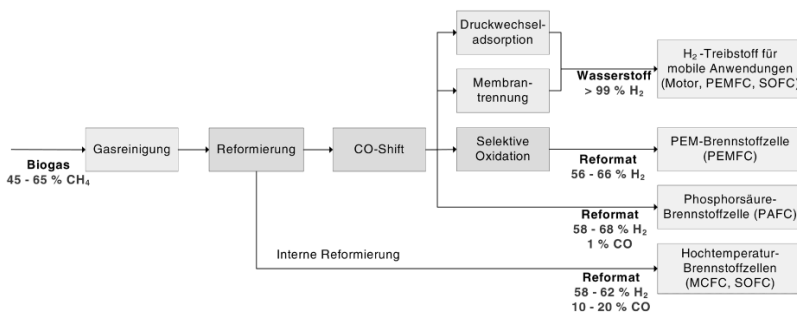 Druckwechsel-
adsorption
Membran-
trennung
Wasserstoff
> 99 % H₂
H₂-Treibstoff für
mobile Anwendungen
(Motor, PEMFC, SOFC)
Biogas
45 - 65 % CH₄
Gasreinigung
Reformierung
CO-Shift
Selektive
Oxidation
Reformat
56 - 66 % H₂
PEM-Brennstoffzelle
(PEMFC)
Reformat
58 - 68 % H₂
1 % CO
Phosphorsäure-
Brennstoffzelle (PAFC)
Interne Reformierung
Reformat
58 - 62 % H₂
10 - 20 % CO
Hochtemperatur-
Brennstoffzellen
(MCFC, SOFC)